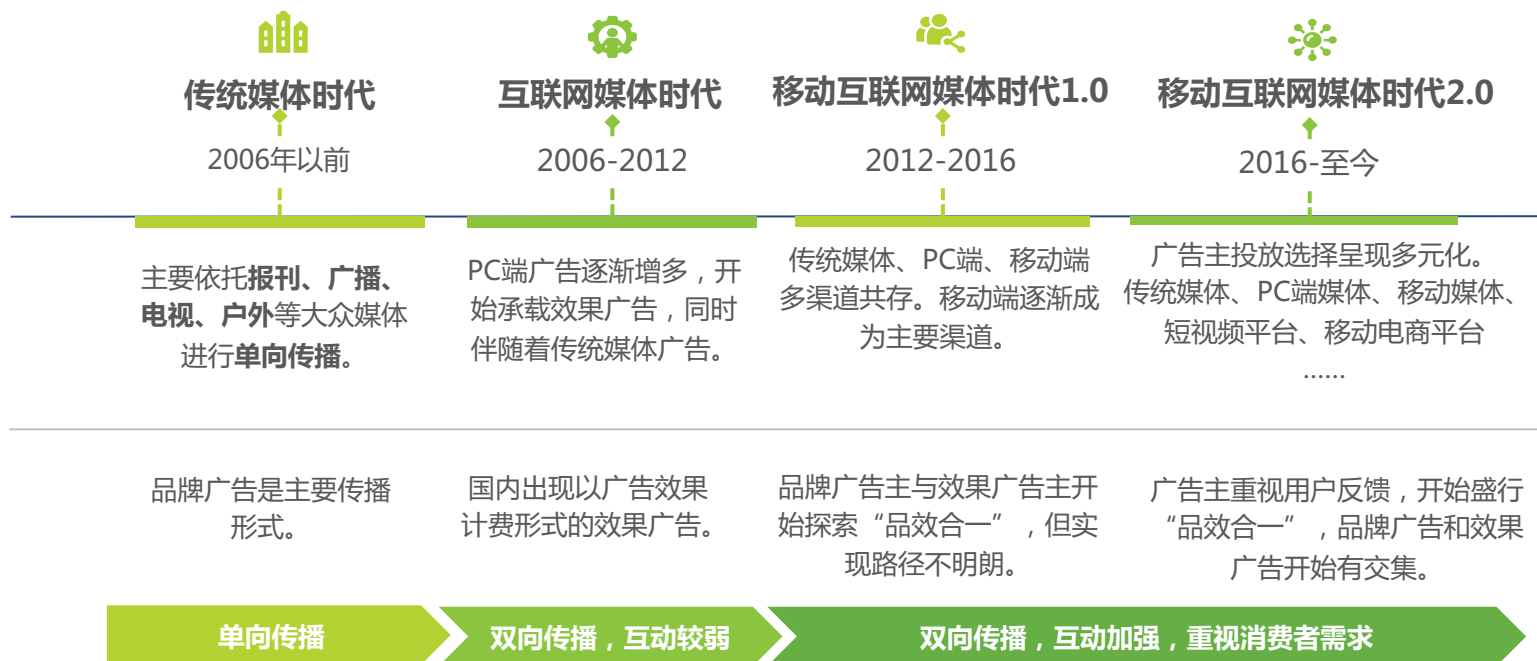 传统媒体时代
互联网媒体时代
移动互联网媒体时代1.0
移动互联网媒体时代2.0
2006年以前
2006-2012
2012-2016
2016-至今
主要依托报刊、广播、
电视、户外等大众媒体
进行单向传播。
PC端广告逐渐增多，开
始承载效果广告，同时
伴随着传统媒体广告。
传统媒体、PC端、移动端
多渠道共存。移动端逐渐成
为主要渠道。
广告主投放选择呈现多元化。
传统媒体、PC端媒体、移动媒体、
短视频平台、移动电商平台
……
品牌广告是主要传播
形式。
国内出现以广告效果
计费形式的效果广告。
品牌广告主与效果广告主开
始探索“品效合一”，但实
现路径不明朗。
广告主重视用户反馈，开始盛行
“品效合一”，品牌广告和效果
广告开始有交集。
单向传播
双向传播，互动较弱
双向传播，互动加强，重视消费者需求